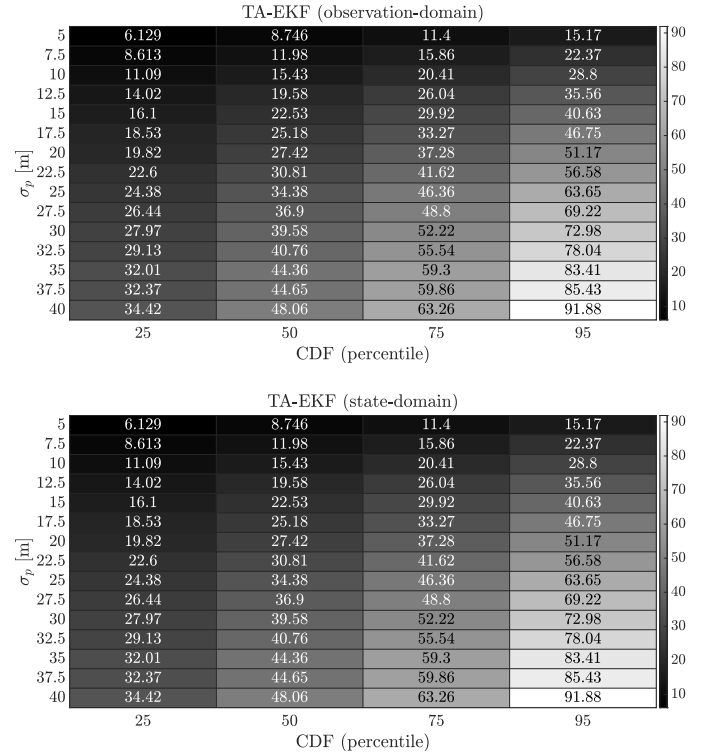 TA-EKF (observation-domain)
5 6.129 8.746 11.4 15.17
7.5 8.613 11.98 15.86 22.37
10 11.09 15.43 20.41 28.8
12.5 14.02 19.58 26.04 35.56
15 16.1 22.53 29.92 40.63
17.5 18.53 25.18 33.27 46.75
20 19.82 27.42 37.28 51.17
22.5 22.6 30.81 41.62 56.58
25 24.38 34.38 46.36 63.65
27.5 26.44 36.9 48.8 69.22
30 27.97 39.58 52.22 72.98
32.5 29.13 40.76 55.54 78.04
35 32.01 44.36 59.3 83.41
37.5 32.37 44.65 59.86 85.43
40 34.42 48.06 63.26 91.88
σ_p [m]
25 50 75 95
CDF (percentile)
90
80
70
60
50
40
30
20
10
TA-EKF (state-domain)
5 6.129 8.746 11.4 15.17
7.5 8.613 11.98 15.86 22.37
10 11.09 15.43 20.41 28.8
12.5 14.02 19.58 26.04 35.56
15 16.1 22.53 29.92 40.63
17.5 18.53 25.18 33.27 46.75
20 19.82 27.42 37.28 51.17
22.5 22.6 30.81 41.62 56.58
25 24.38 34.38 46.36 63.65
27.5 26.44 36.9 48.8 69.22
30 27.97 39.58 52.22 72.98
32.5 29.13 40.76 55.54 78.04
35 32.01 44.36 59.3 83.41
37.5 32.37 44.65 59.86 85.43
40 34.42 48.06 63.26 91.88
σ_p [m]
25 50 75 95
CDF (percentile)
90
80
70
60
50
40
30
20
10